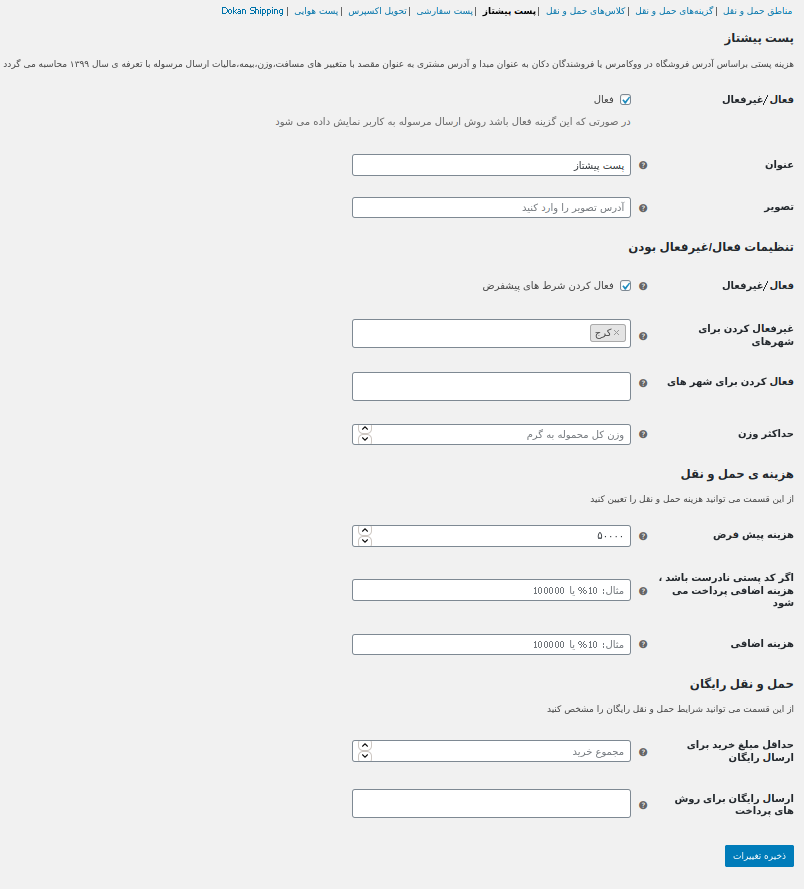 مناطق حمل و نقل | گزینه‌های حمل و نقل | کلاس‌های حمل و نقل | پست پیشتاز | پست سفارشی | تحویل اکسپرس | پست هوایی | Dokan Shipping
پست پیشتاز
هزینه پستی براساس آدرس فروشگاه در ووکامرس یا فروشندگان دکان به عنوان مبدا و آدرس مشتری به عنوان مقصد با متغییر های مسافت،وزن،بیمه،مالیات ارسال مرسوله با تعرفه ی سال ۱۳۹۹ محاسبه می گردد
فعال/غیرفعال
فعال
در صورتی که این گزینه فعال باشد روش ارسال مرسوله به کاربر نمایش داده می شود
عنوان
پست پیشتاز
تصویر
آدرس تصویر را وارد کنید
تنظیمات فعال/غیرفعال بودن
فعال/غیرفعال
فعال کردن شرط های پیشفرض
غیرفعال کردن برای
شهرهای
×کرج
فعال کردن برای شهر های
حداکثر وزن
وزن کل محموله به گرم
هزینه ی حمل و نقل
از این قسمت می توانید هزینه حمل و نقل را تعیین کنید
هزینه پیش فرض
۵۰۰۰۰
اگر کد پستی نادرست باشد ،
هزینه اضافی پرداخت می
شود
مثال: 10% یا 100000
هزینه اضافی
مثال: 10% یا 100000
حمل و نقل رایگان
از این قسمت می توانید شرایط حمل و نقل رایگان را مشخص کنید
حداقل مبلغ خرید برای
ارسال رایگان
مجموع خرید
ارسال رایگان برای روش
های پرداخت
ذخیره تغییرات